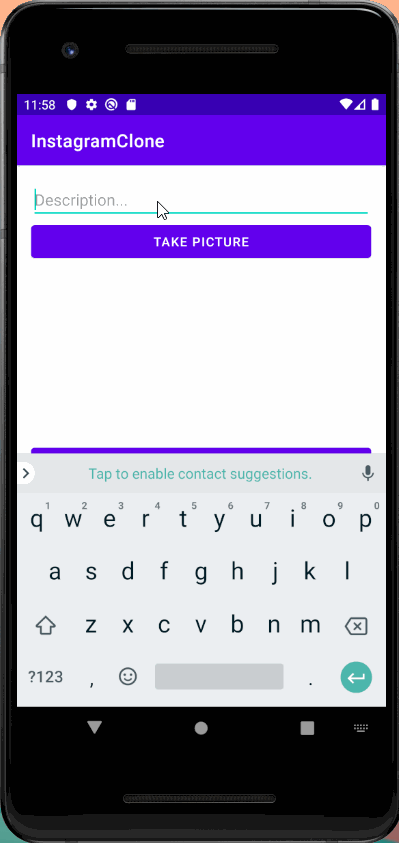 11:58
InstagramClone
Description...
TAKE PICTURE
Tap to enable contact suggestions.
1 2 3 4 5 6 7 8 9 0
q w e r t y u i o p
a s d f g h j k l
z x c v b n m
?123 , .